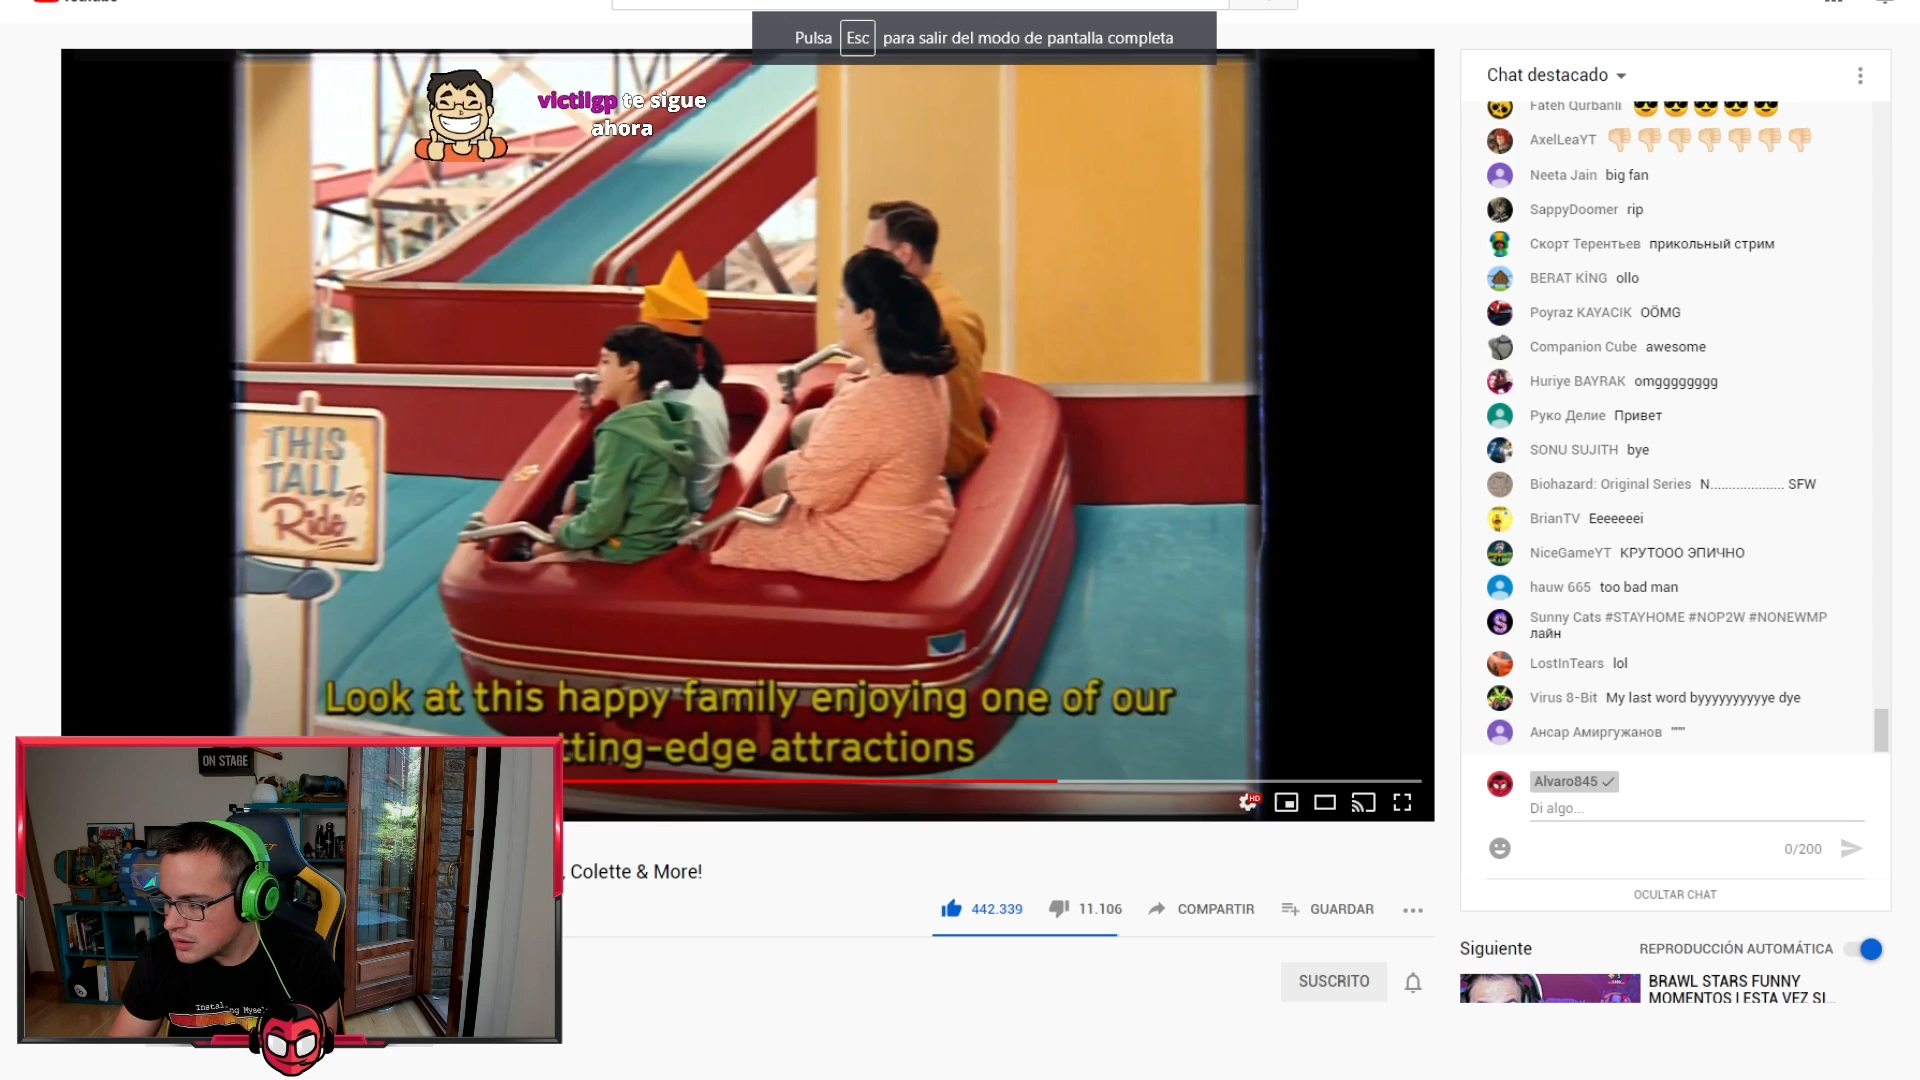 Pulsa Esc para salir del modo de pantalla completa
victilgp te sigue
ahora
THIS
TALL To
Ride
Look at this happy family enjoying one of our
tting-edge attractions
HD
ON STAGE
, Colette & More!
442.339
11.106
COMPARTIR
GUARDAR
SUSCRITO
Chat destacado
Fateh Qurbanli 😎😎😎😎😎
AxelLeaYT 👎🏻👎🏻👎🏻👎🏻👎🏻👎🏻👎🏻
Neeta Jain big fan
SappyDoomer rip
Скорт Терентьев прикольный стрим
BERAT KİNG ollo
Poyraz KAYACIK OÖMG
Companion Cube awesome
Huriye BAYRAK omgggggggg
Руко Делие Привет
SONU SUJITH bye
Biohazard: Original Series N................... SFW
BrianTV Eeeeeeei
NiceGameYT КРУТООО ЭПИЧНО
hauw 665 too bad man
Sunny Cats #STAYHOME #NOP2W #NONEWMP
лайн
LostInTears lol
Virus 8-Bit My last word byyyyyyyyye dye
Ансар Амиргужанов """
Alvaro845
Di algo...
0/200
OCULTAR CHAT
Siguiente
REPRODUCCIÓN AUTOMÁTICA
BRAWL STARS FUNNY
MOMENTOS | ESTA VEZ SI...